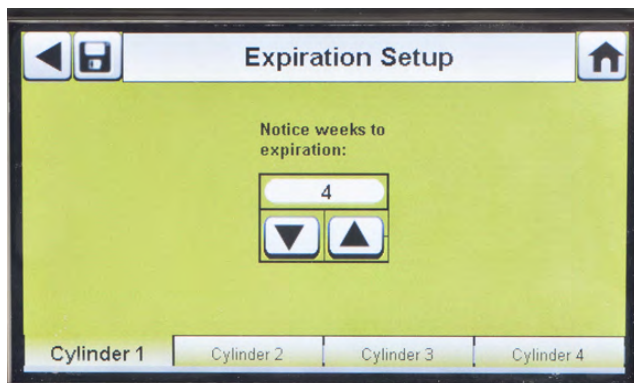 Expiration Setup
Notice weeks to
expiration:
4
Cylinder 1 Cylinder 2 Cylinder 3 Cylinder 4